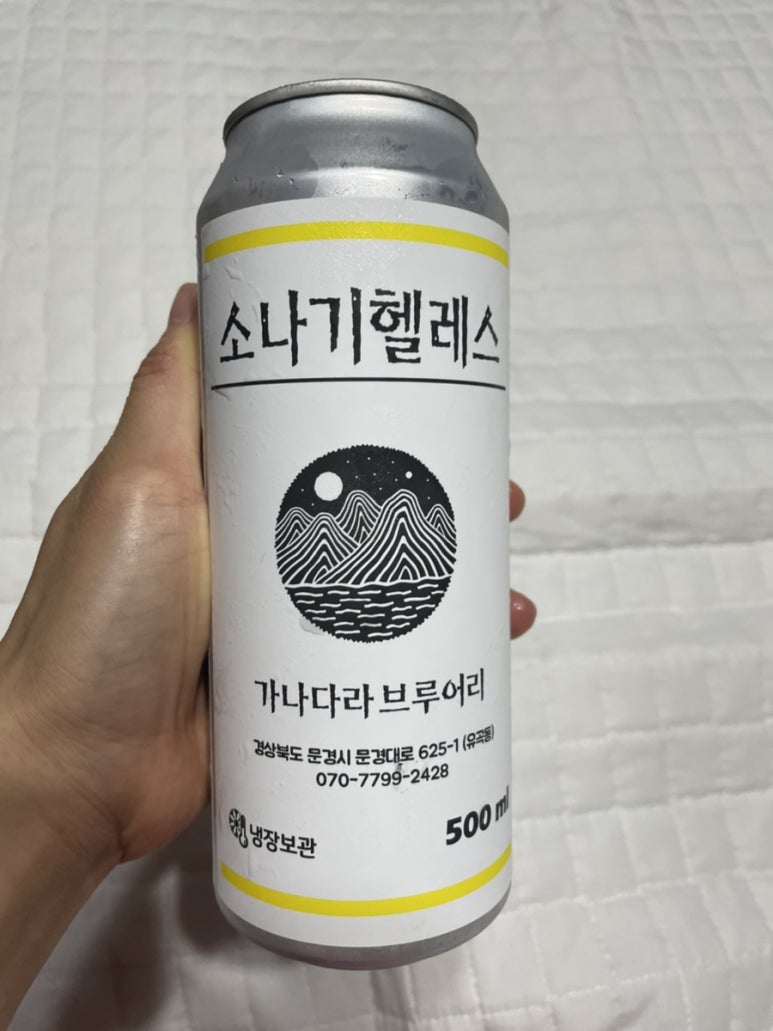 소나기헬레스
가나다라브루어리
경상북도 문경시 문경대로 625-1 (유곡동)
070-7799-2428
냉장보관
500 ml